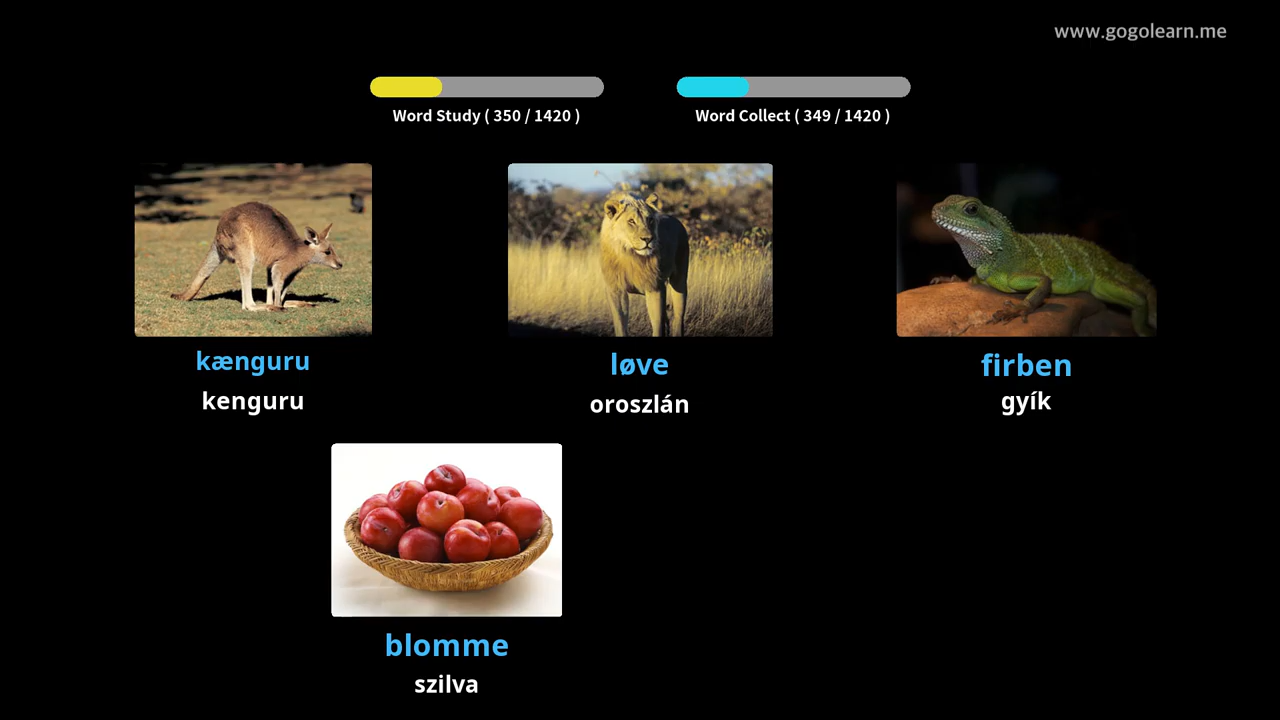 www.gogolearn.me
Word Study ( 350 / 1420 )
Word Collect ( 349 / 1420 )
kænguru
kenguru
løve
oroszlán
firben
gyík
blomme
szilva